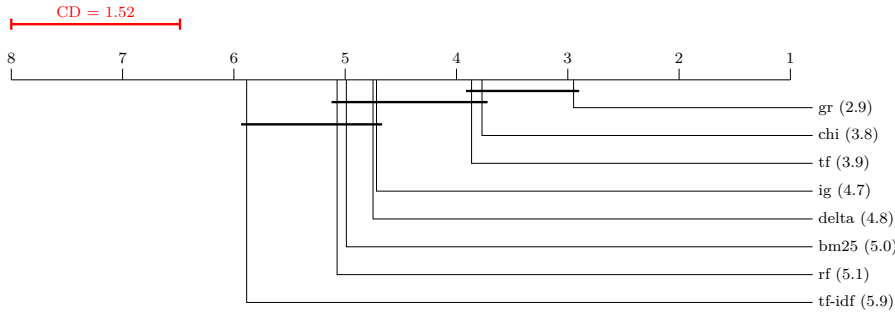 CD = 1.52
8 7 6 5 4 3 2 1
gr (2.9)
chi (3.8)
tf (3.9)
ig (4.7)
delta (4.8)
bm25 (5.0)
rf (5.1)
tf-idf (5.9)